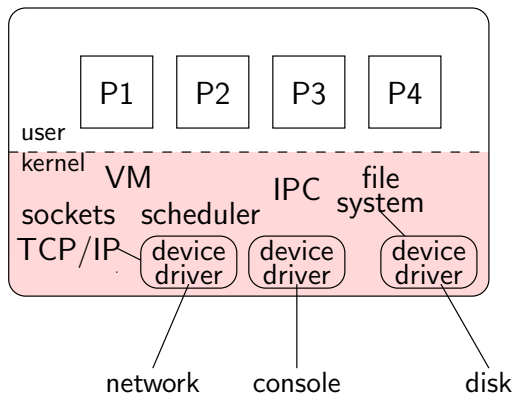 P1 P2 P3 P4
user
kernel
VM
IPC
file
system
sockets
scheduler
TCP/IP
device
driver
device
driver
device
driver
network
console
disk